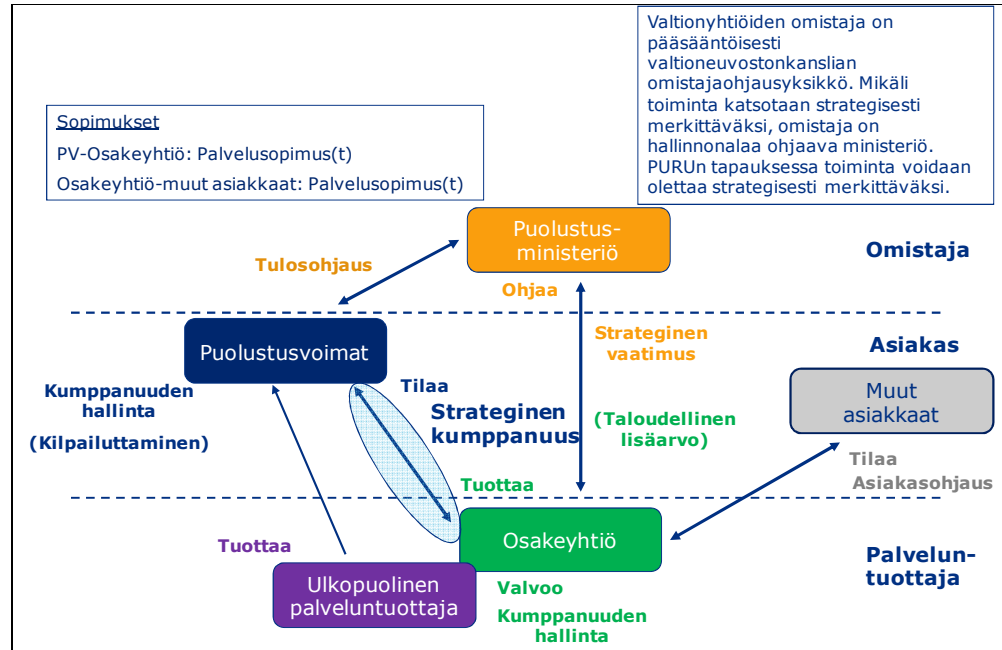 Valtionyhtiöiden omistaja on
pääsääntöisesti
valtioneuvostonkanslian
omistajaohjausyksikkö. Mikäli
toiminta katsotaan strategisesti
merkittäväksi, omistaja on
hallinnonalaa ohjaava ministeriö.
PURUn tapauksessa toiminta voidaan
olettaa strategisesti merkittäväksi.
Sopimukset
PV-Osakeyhtiö: Palvelusopimus(t)
Osakeyhtiö-muut asiakkaat: Palvelusopimus(t)
Puolustus-
ministeriö
Omistaja
Tulosohjaus
Ohjaa
Puolustusvoimat
Strateginen
vaatimus
Asiakas
Kumppanuuden
hallinta
(Kilpailuttaminen)
Tilaa
Strateginen
kumppanuus
(Taloudellinen
lisäarvo)
Muut
asiakkaat
Tilaa
Asiakasohjaus
Tuottaa
Tuottaa
Osakeyhtiö
Palvelun-
tuottaja
Ulkopuolinen
palveluntuottaja
Valvoo
Kumppanuuden
hallinta